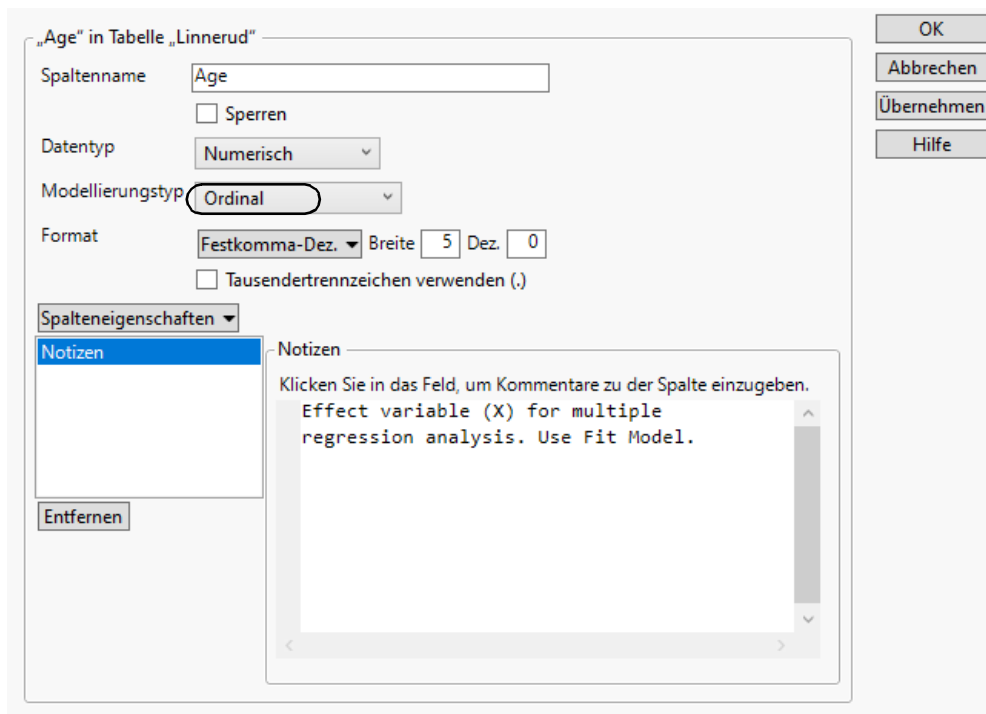 „Age“ in Tabelle „Linnerud“
OK
Spaltenname Age
Abbrechen
Sperren
Übernehmen
Datentyp Numerisch
Hilfe
Modellierungstyp Ordinal
Format Festkomma-Dez. Breite 5 Dez. 0
Tausendertrennzeichen verwenden (.)
Spalteneigenschaften
Notizen
Notizen
Klicken Sie in das Feld, um Kommentare zu der Spalte einzugeben.
Effect variable (X) for multiple
regression analysis. Use Fit Model.
Entfernen